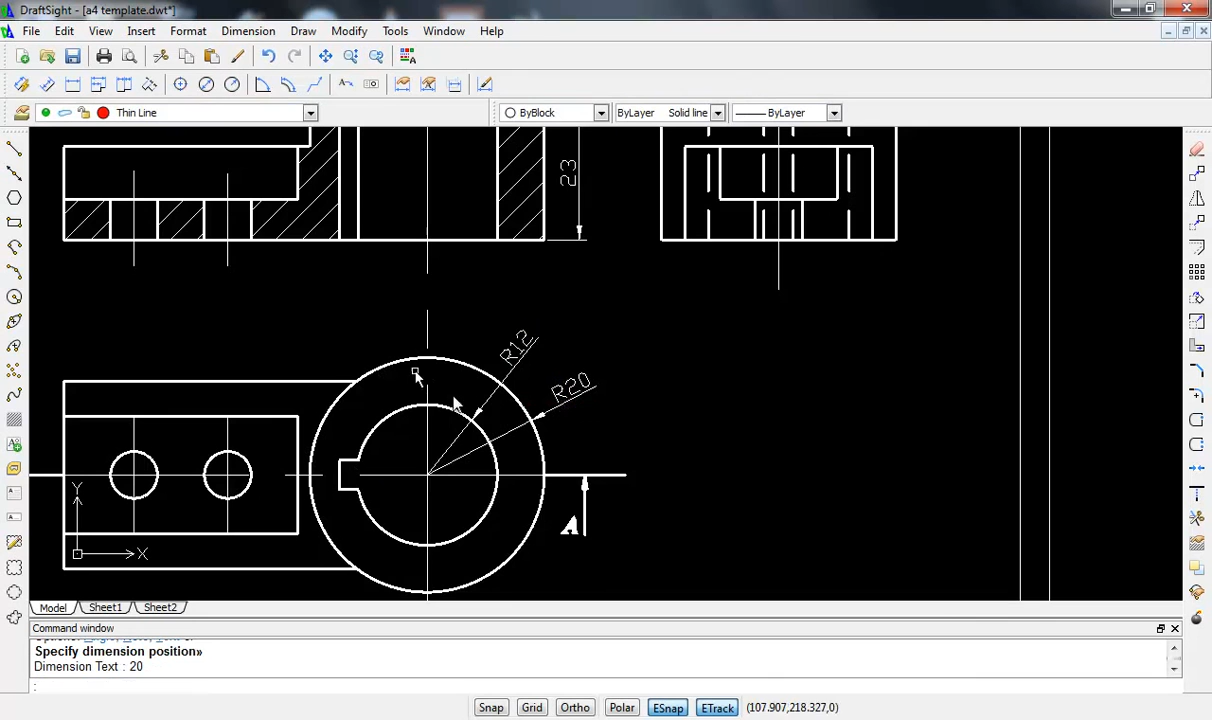 DraftSight - [a4 template.dwt*]
File Edit View Insert Format Dimension Draw Modify Tools Window Help
Thin Line
ByBlock
ByLayer Solid line
ByLayer
23
R12
R20
A
Y
X
Model Sheet1 Sheet2
Command window
Specify dimension position»
Dimension Text : 20
:
Snap Grid Ortho Polar ESnap ETrack (107.907,218.327,0)